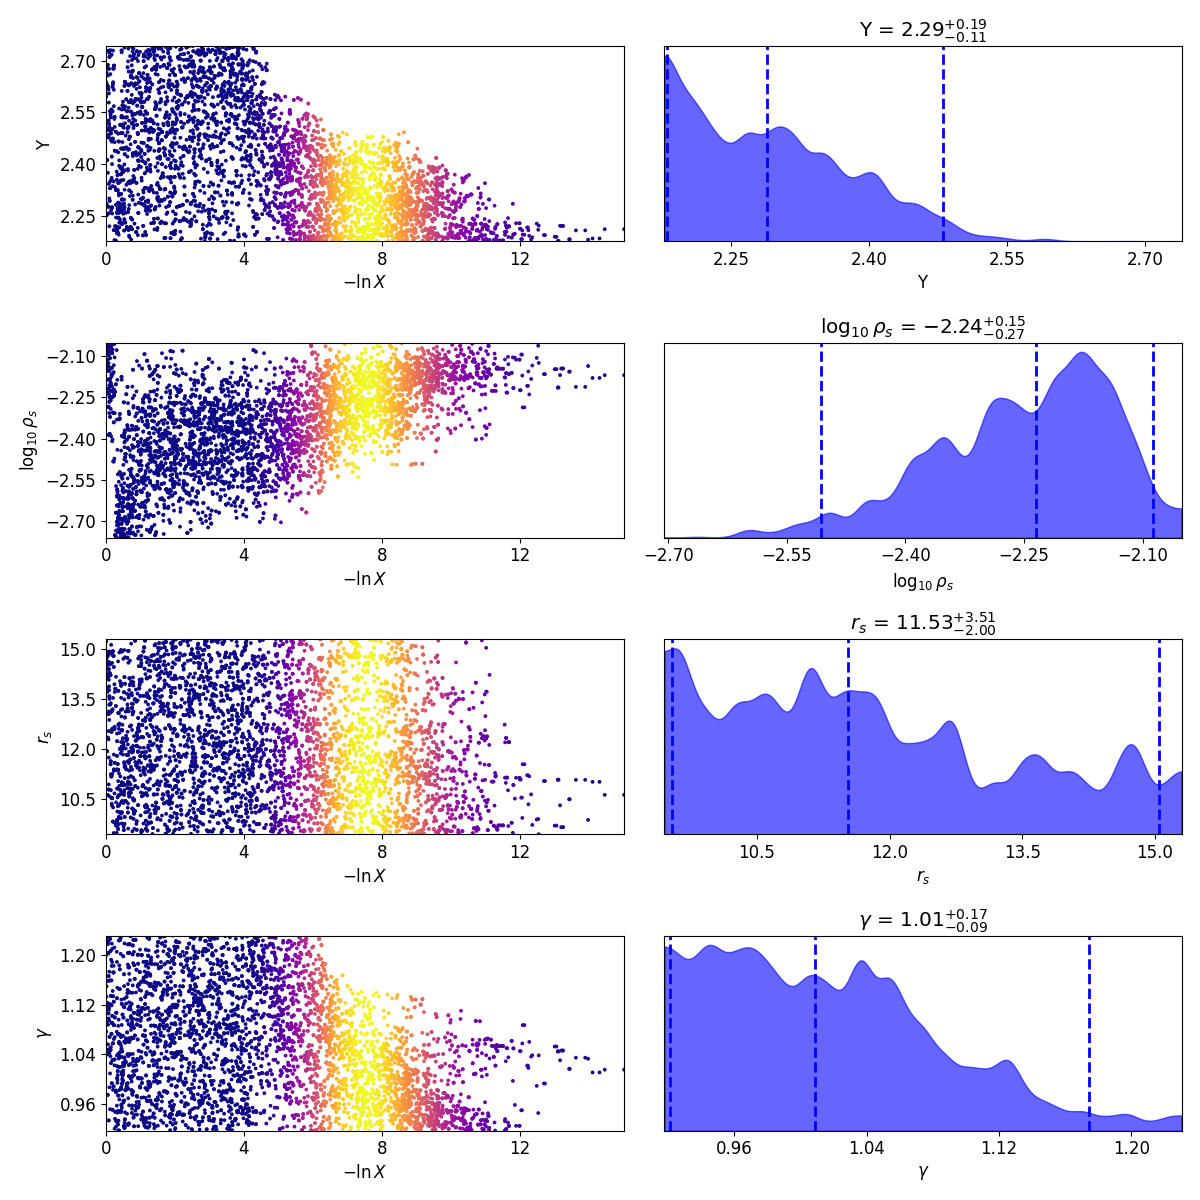 Y = 2.29+0.19 −0.11
2.70
2.55
2.40
2.25
Y
0 4 8 12
−ln X
2.25 2.40 2.55 2.70
Y
log10 ρs = −2.24+0.15 −0.27
−2.10
−2.25
−2.40
−2.55
−2.70
log10 ρs
0 4 8 12
−ln X
−2.70 −2.55 −2.40 −2.25 −2.10
log10 ρs
rs = 11.53+3.51 −2.00
15.0
13.5
12.0
10.5
rs
0 4 8 12
−ln X
10.5 12.0 13.5 15.0
rs
γ = 1.01+0.17 −0.09
1.20
1.12
1.04
0.96
γ
0 4 8 12
−ln X
0.96 1.04 1.12 1.20
γ